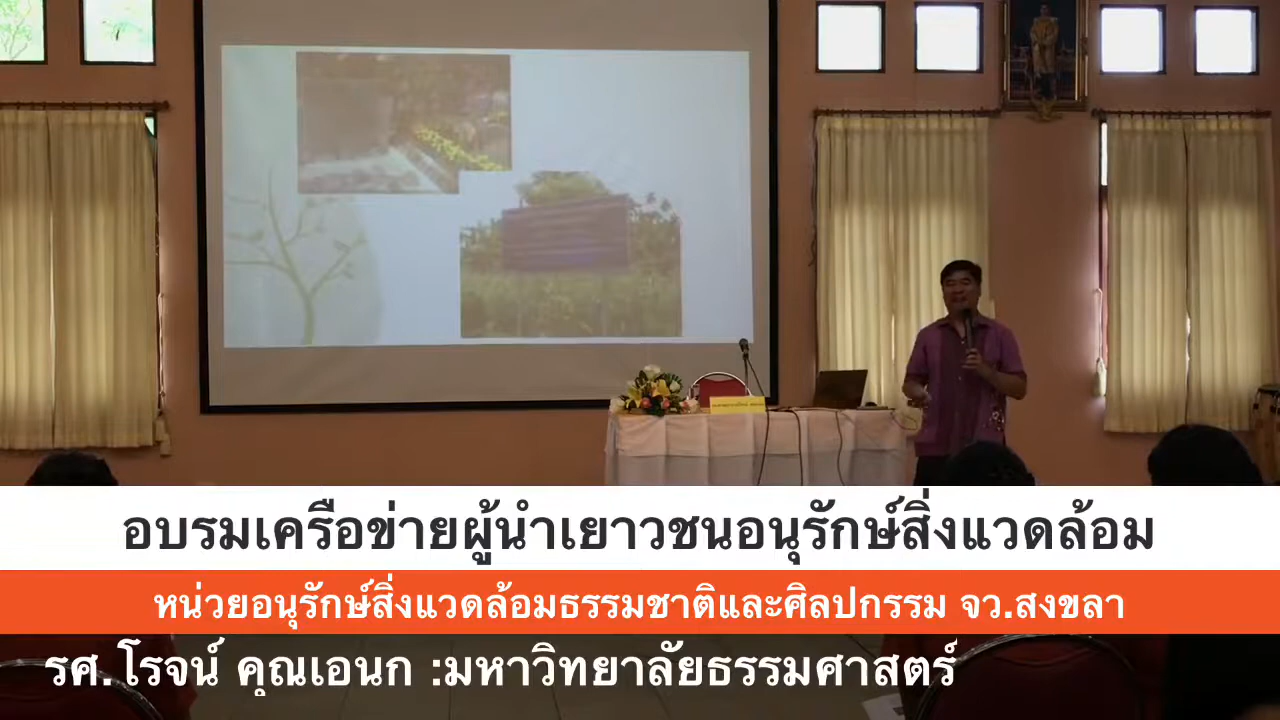 อบรมเครือข่ายผู้นำเยาวชนอนุรักษ์สิ่งแวดล้อม
หน่วยอนุรักษ์สิ่งแวดล้อมธรรมชาติและศิลปกรรม จว.สงขลา
รศ.โรจน์ คุณเอนก :มหาวิทยาลัยธรรมศาสตร์